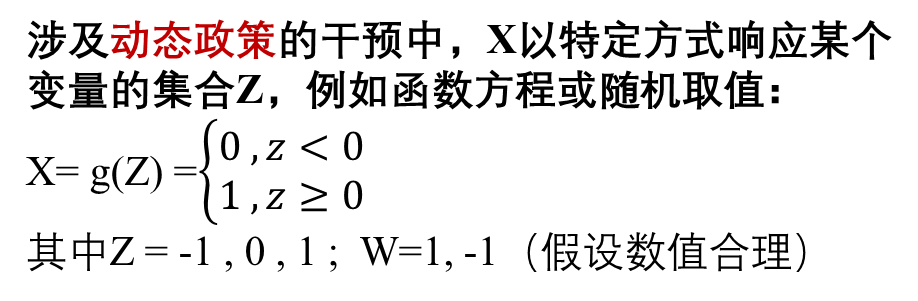 涉及动态政策的干预中，X以特定方式响应某个
变量的集合Z，例如函数方程或随机取值：
X= g(Z) ={0 ,z < 0
1 ,z ≥ 0
其中Z = -1 , 0 , 1 ; W=1, -1（假设数值合理）